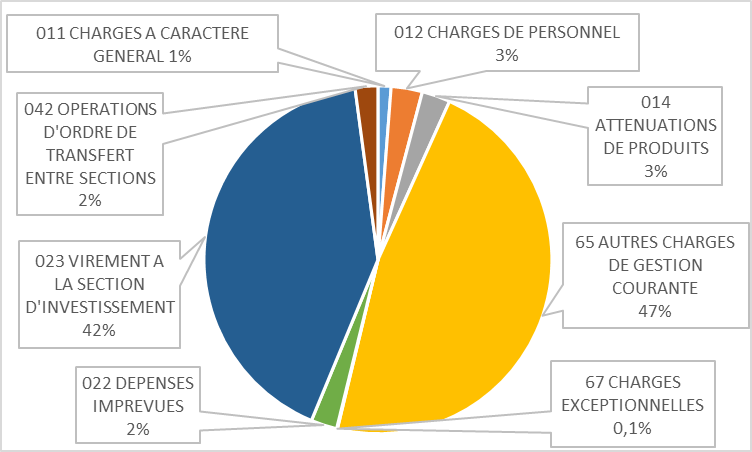 011 CHARGES A CARACTERE
GENERAL 1%
012 CHARGES DE PERSONNEL
3%
014
ATTENUATIONS
DE PRODUITS
3%
65 AUTRES CHARGES
DE GESTION
COURANTE
47%
67 CHARGES
EXCEPTIONNELLES
0,1%
022 DEPENSES
IMPREVUES
2%
023 VIREMENT A
LA SECTION
D'INVESTISSEMENT
42%
042 OPERATIONS
D'ORDRE DE
TRANSFERT
ENTRE SECTIONS
2%